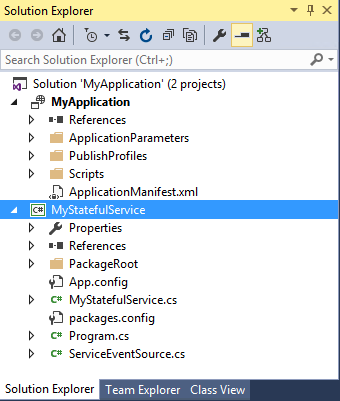 Solution Explorer
Search Solution Explorer (Ctrl+;)
Solution 'MyApplication' (2 projects)
MyApplication
References
ApplicationParameters
PublishProfiles
Scripts
ApplicationManifest.xml
C# MyStatefulService
Properties
References
PackageRoot
App.config
C# MyStatefulService.cs
packages.config
C# Program.cs
C# ServiceEventSource.cs
Solution Explorer Team Explorer Class View